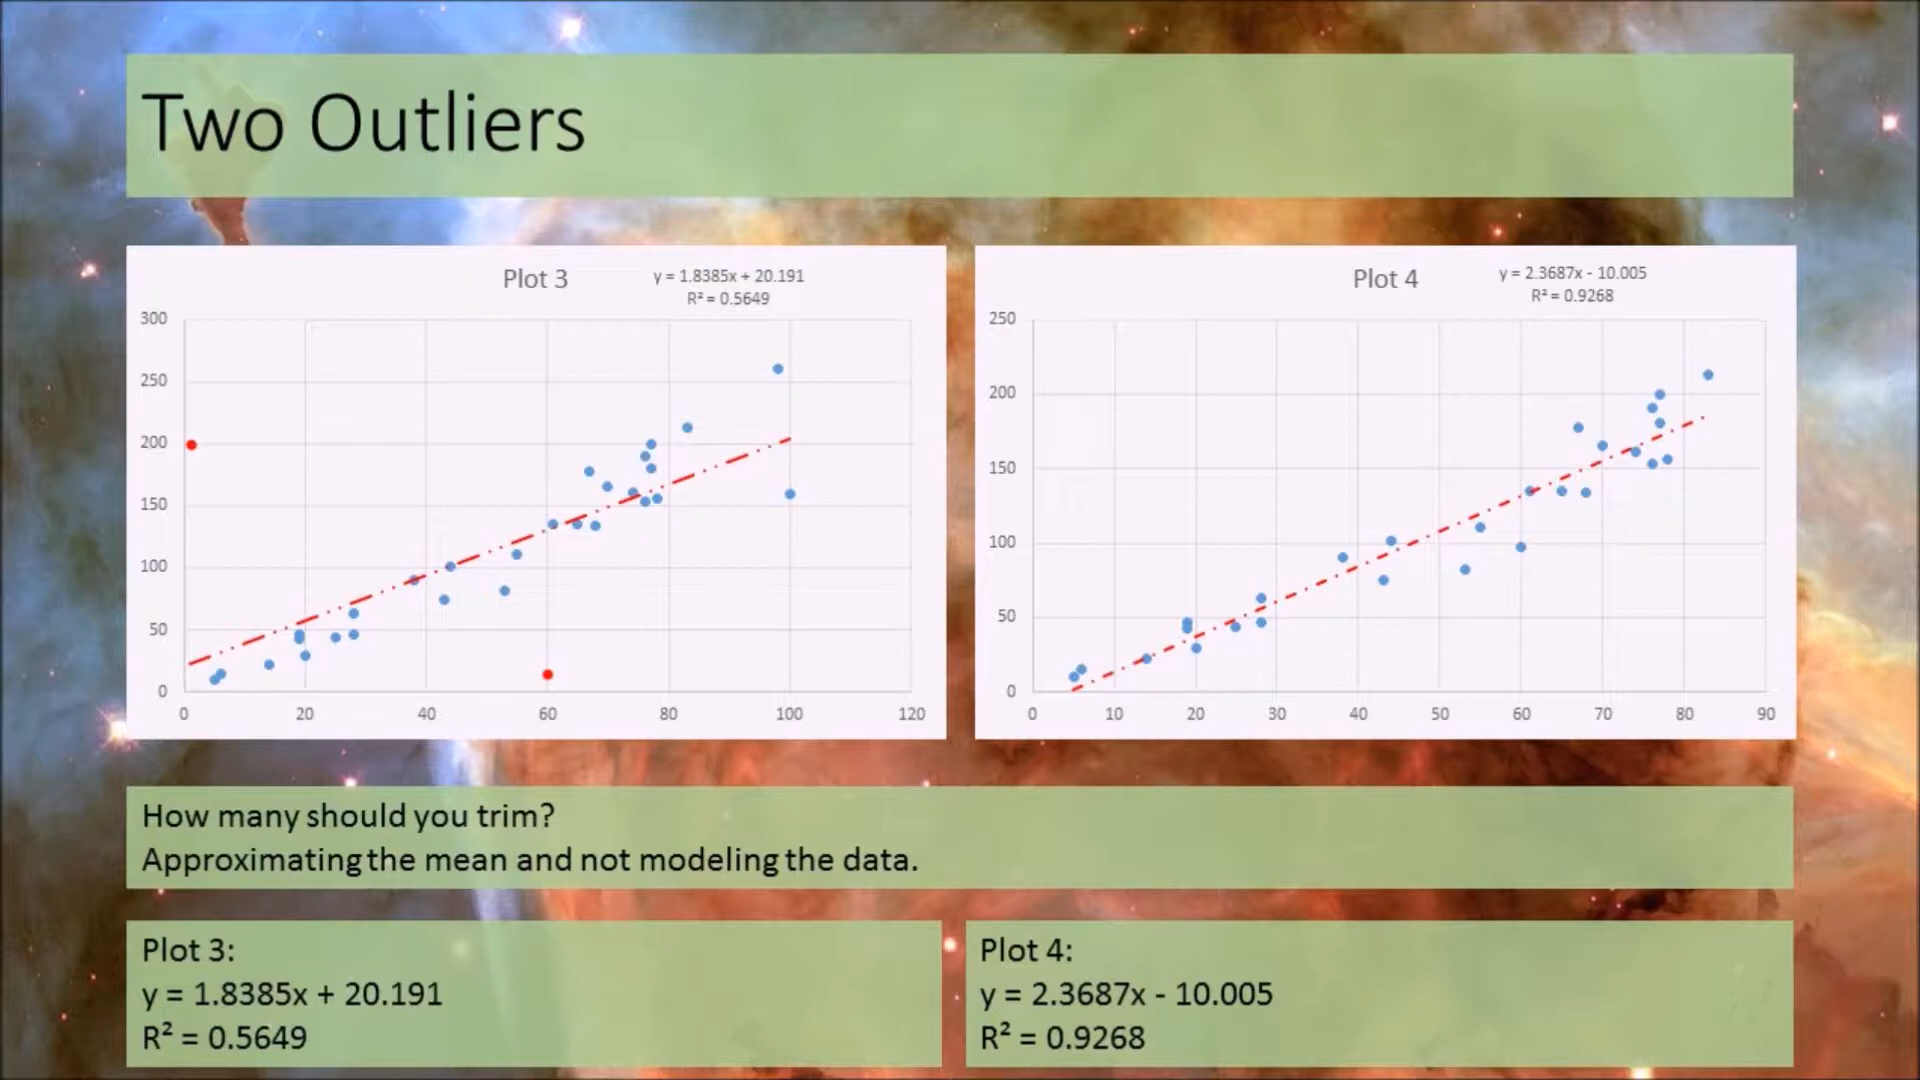 Two Outliers
Plot 3
y = 1.8385x + 20.191
R² = 0.5649
300
250
200
150
100
50
0
0 20 40 60 80 100 120
Plot 4
y = 2.3687x - 10.005
R² = 0.9268
250
200
150
100
50
0
0 10 20 30 40 50 60 70 80 90
How many should you trim?
Approximating the mean and not modeling the data.
Plot 3:
y = 1.8385x + 20.191
R² = 0.5649
Plot 4:
y = 2.3687x - 10.005
R² = 0.9268